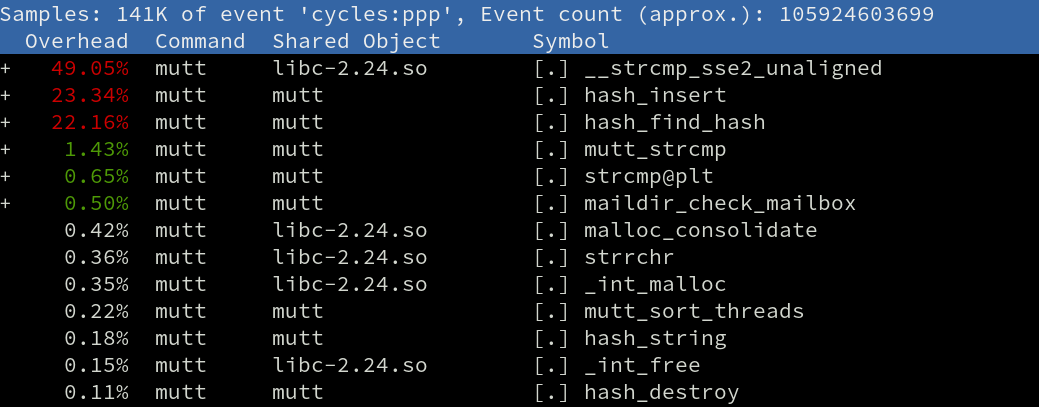 Samples: 141K of event 'cycles:ppp', Event count (approx.): 105924603699
Overhead  Command  Shared Object  Symbol
+ 49.05% mutt libc-2.24.so [.] __strcmp_sse2_unaligned
+ 23.34% mutt mutt [.] hash_insert
+ 22.16% mutt mutt [.] hash_find_hash
+ 1.43% mutt mutt [.] mutt_strcmp
+ 0.65% mutt mutt [.] strcmp@plt
+ 0.50% mutt mutt [.] maildir_check_mailbox
0.42% mutt libc-2.24.so [.] malloc_consolidate
0.36% mutt libc-2.24.so [.] strrchr
0.35% mutt libc-2.24.so [.] _int_malloc
0.22% mutt mutt [.] mutt_sort_threads
0.18% mutt mutt [.] hash_string
0.15% mutt libc-2.24.so [.] _int_free
0.11% mutt mutt [.] hash_destroy